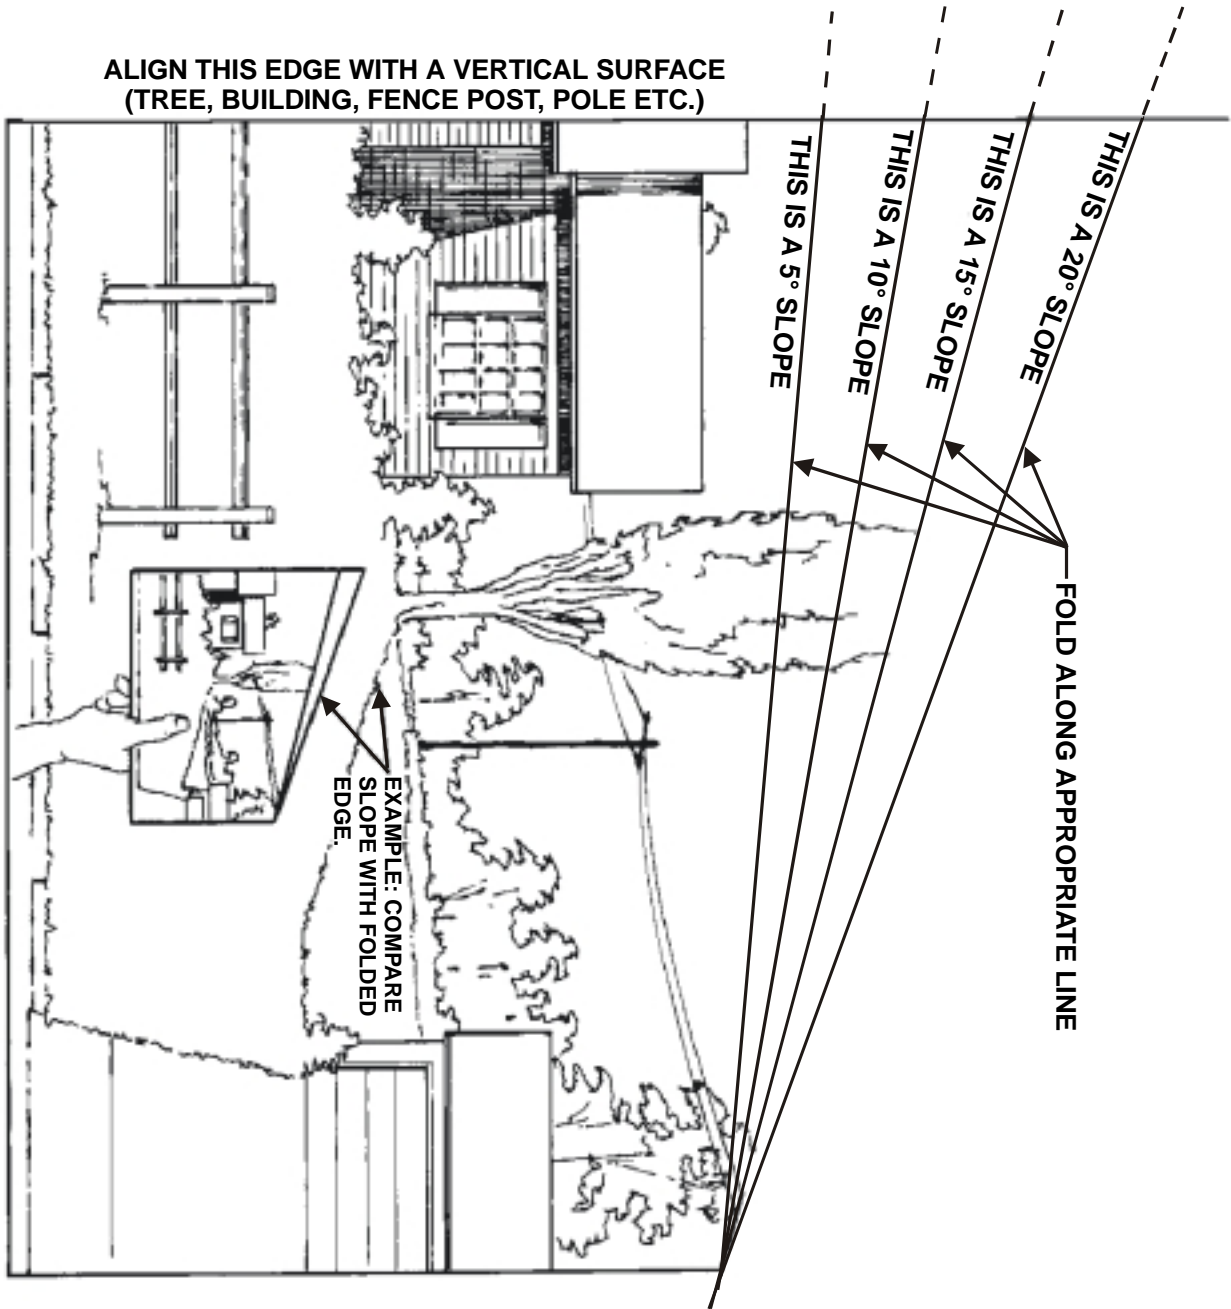 ALIGN THIS EDGE WITH A VERTICAL SURFACE
(TREE, BUILDING, FENCE POST, POLE ETC.)
THIS IS A 20° SLOPE
THIS IS A 15° SLOPE
THIS IS A 10° SLOPE
THIS IS A 5° SLOPE
FOLD ALONG APPROPRIATE LINE
EXAMPLE: COMPARE
SLOPE WITH FOLDED
EDGE.